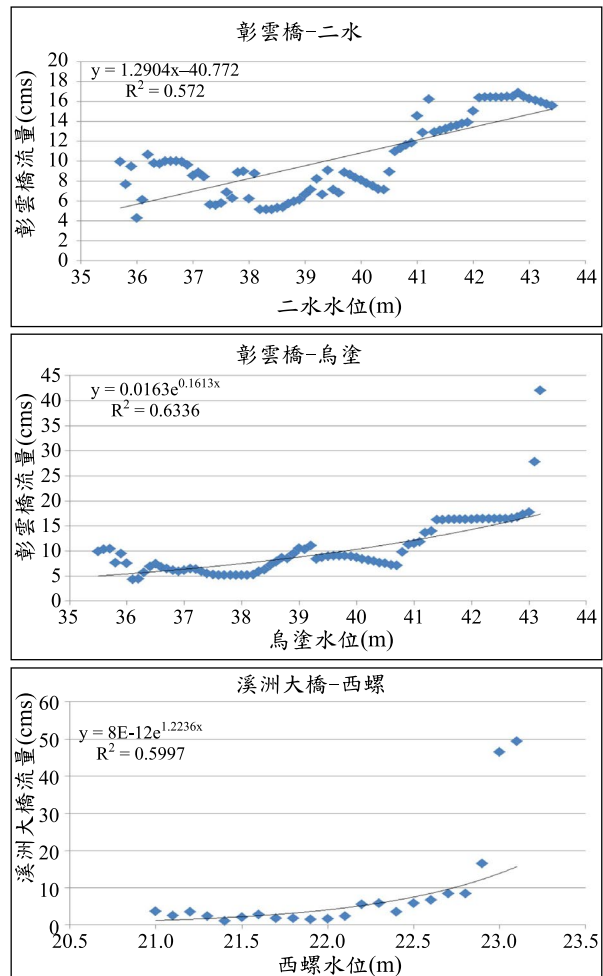 彰雲橋–二水
y = 1.2904x–40.772
R² = 0.572
彰雲橋流量(cms)
20
18
16
14
12
10
8
6
4
2
0
35 36 37 38 39 40 41 42 43 44
二水水位(m)
彰雲橋–烏塗
y = 0.0163e^0.1613x
R² = 0.6336
彰雲橋流量(cms)
45
40
35
30
25
20
15
10
5
0
35 36 37 38 39 40 41 42 43 44
烏塗水位(m)
溪洲大橋–西螺
y = 8E-12e^1.2236x
R² = 0.5997
溪洲大橋流量(cms)
60
50
40
30
20
10
0
20.5 21.0 21.5 22.0 22.5 23.0 23.5
西螺水位(m)